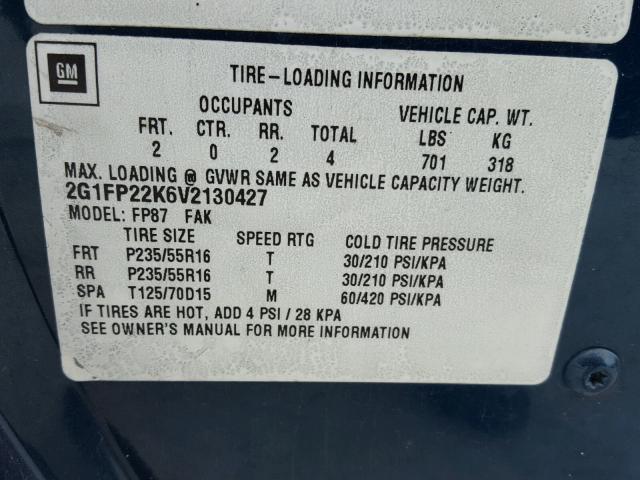 GM
TIRE-LOADING INFORMATION
OCCUPANTS VEHICLE CAP. WT.
FRT. CTR. RR. TOTAL LBS KG
2 0 2 4 701 318
MAX. LOADING @ GVWR SAME AS VEHICLE CAPACITY WEIGHT.
2G1FP22K6V2130427
MODEL: FP87 FAK
TIRE SIZE SPEED RTG COLD TIRE PRESSURE
FRT P235/55R16 T 30/210 PSI/KPA
RR P235/55R16 T 30/210 PSI/KPA
SPA T125/70D15 M 60/420 PSI/KPA
IF TIRES ARE HOT, ADD 4 PSI / 28 KPA
SEE OWNER'S MANUAL FOR MORE INFORMATION